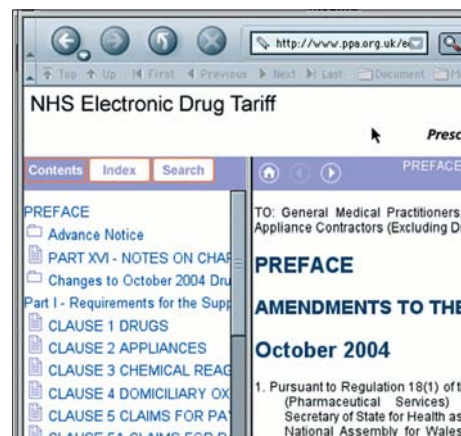 http://www.ppa.org.uk/e
Top Up First Previous Next Last Document
NHS Electronic Drug Tariff
Presc
Contents Index Search
PREFACE
PREFACE
Advance Notice
PART XVI - NOTES ON CHAR
Changes to October 2004 Dru
Part I - Requirements for the Supp
CLAUSE 1 DRUGS
CLAUSE 2 APPLIANCES
CLAUSE 3 CHEMICAL REAG
CLAUSE 4 DOMICILIARY OX
CLAUSE 5 CLAIMS FOR PAY
TO: General Medical Practitioners,
Appliance Contractors (Excluding Di
PREFACE
AMENDMENTS TO THE
October 2004
1. Pursuant to Regulation 18(1) of t
(Pharmaceutical Services)
Secretary of State for Health as
National Assembly for Wales